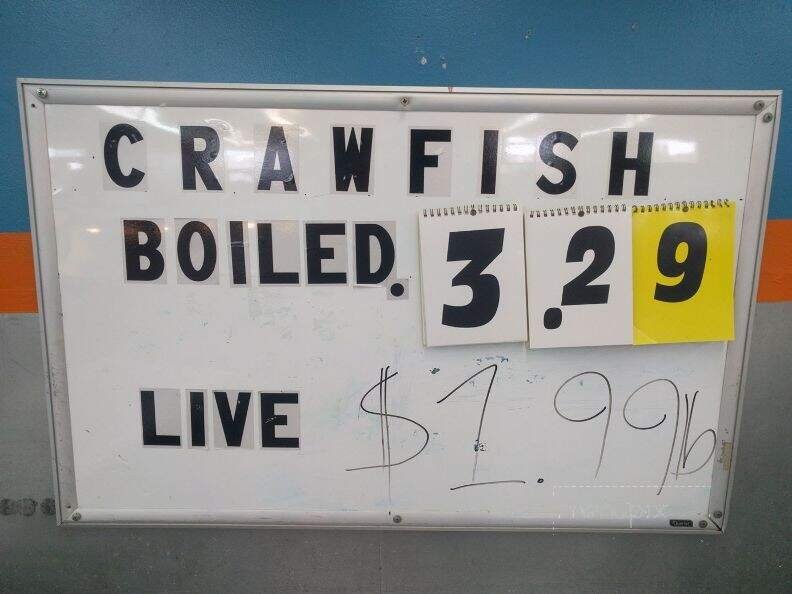 CRAWFISH
BOILED. 3.29
LIVE $1.99lb